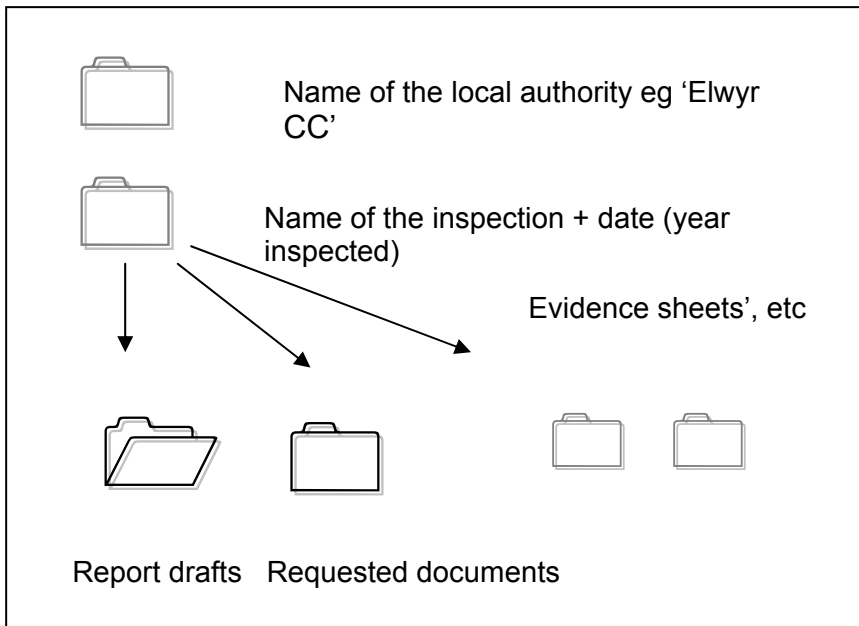 Name of the local authority eg ‘Elwyr
CC’
Name of the inspection + date (year
inspected)
Evidence sheets’, etc
Report drafts Requested documents